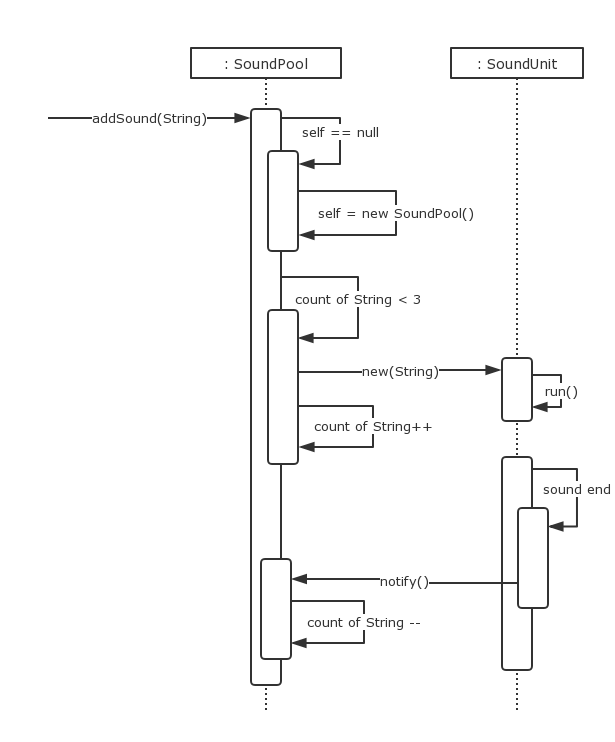 : SoundPool
: SoundUnit
addSound(String)
self == null
self = new SoundPool()
count of String < 3
new(String)
run()
count of String++
sound end
notify()
count of String --